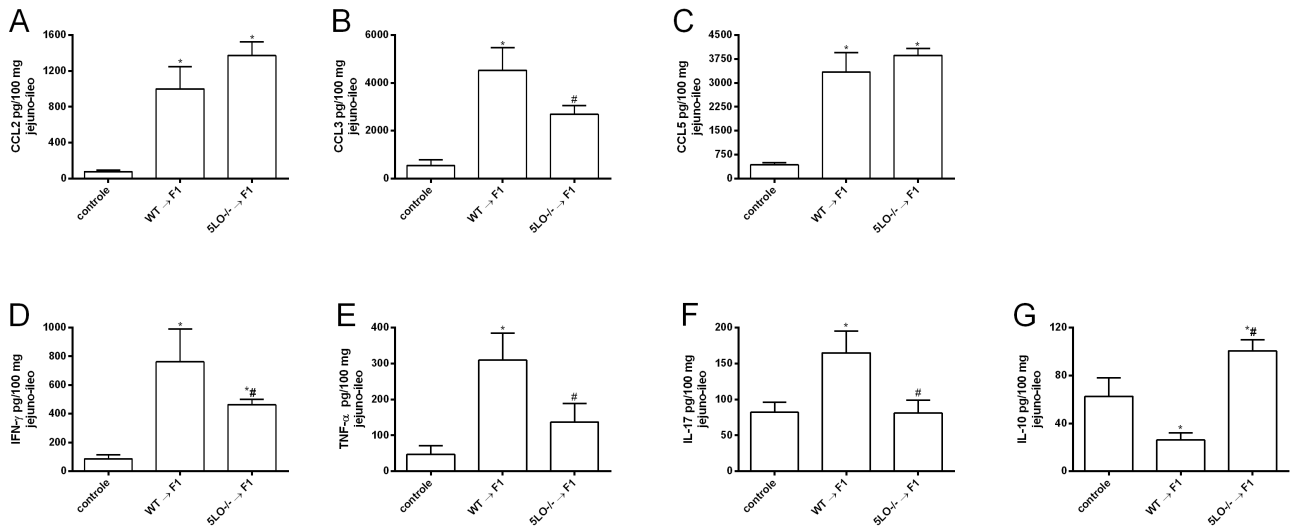 A
CCL2 pg/100 mg
jejuno-ileo
1600
1200
800
400
0
*
*
controle
WT → F1
5LO-/- → F1
B
CCL3 pg/100 mg
jejuno-ileo
6000
4000
2000
0
*
#
controle
WT → F1
5LO-/- → F1
C
CCL5 pg/100 mg
jejuno-ileo
4500
3750
3000
2250
1500
750
0
*
*
controle
WT → F1
5LO-/- → F1
D
IFN-γ pg/100 mg
jejuno-ileo
1000
800
600
400
200
0
*
*#
controle
WT → F1
5LO-/- → F1
E
TNF-α pg/100 mg
jejuno-ileo
400
300
200
100
0
*
#
controle
WT → F1
5LO-/- → F1
F
IL-17 pg/100 mg
jejuno-ileo
200
150
100
50
0
*
#
controle
WT → F1
5LO-/- → F1
G
IL-10 pg/100 mg
jejuno-ileo
120
80
40
0
*
*#
controle
WT → F1
5LO-/- → F1